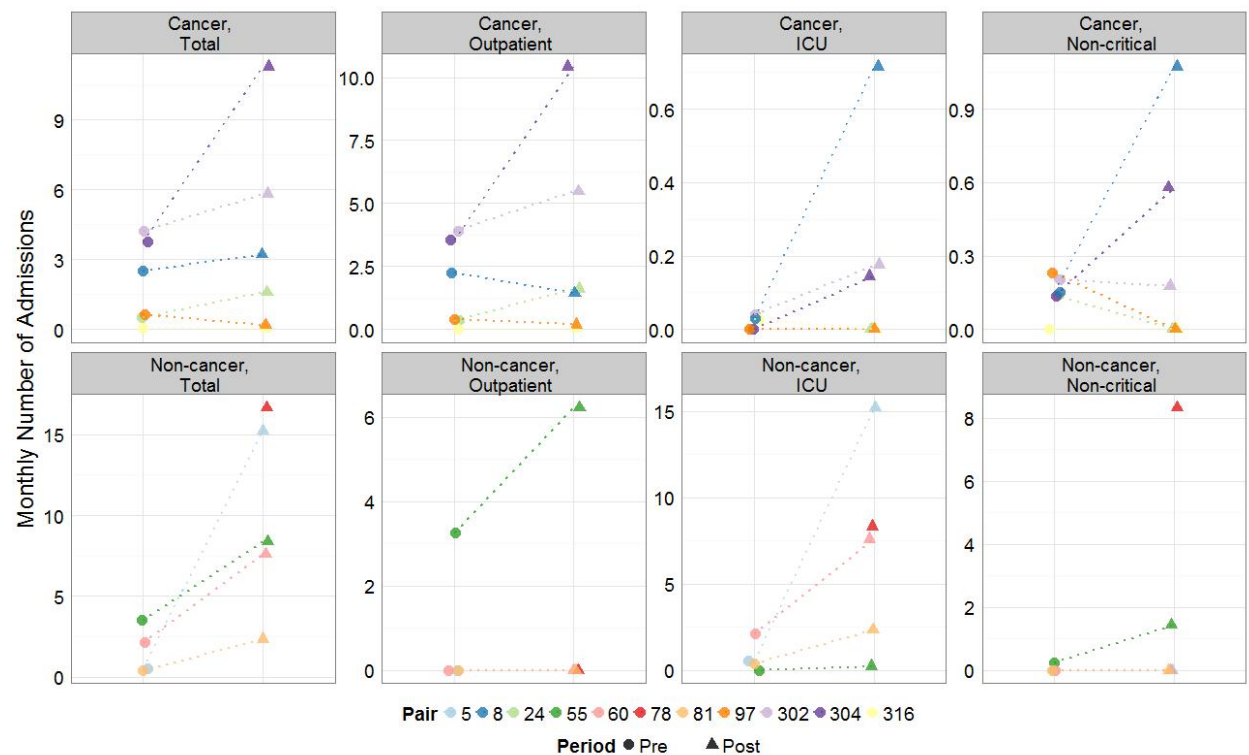 Cancer,
Total
Cancer,
Outpatient
Cancer,
ICU
Cancer,
Non-critical
Monthly Number of Admissions
9
6
3
0
10.0
7.5
5.0
2.5
0.0
0.6
0.4
0.2
0.0
0.9
0.6
0.3
0.0
Non-cancer,
Total
Non-cancer,
Outpatient
Non-cancer,
ICU
Non-cancer,
Non-critical
15
10
5
0
6
4
2
0
15
10
5
0
8
6
4
2
0
Pair 5 8 24 55 60 78 81 97 302 304 316
Period Pre Post